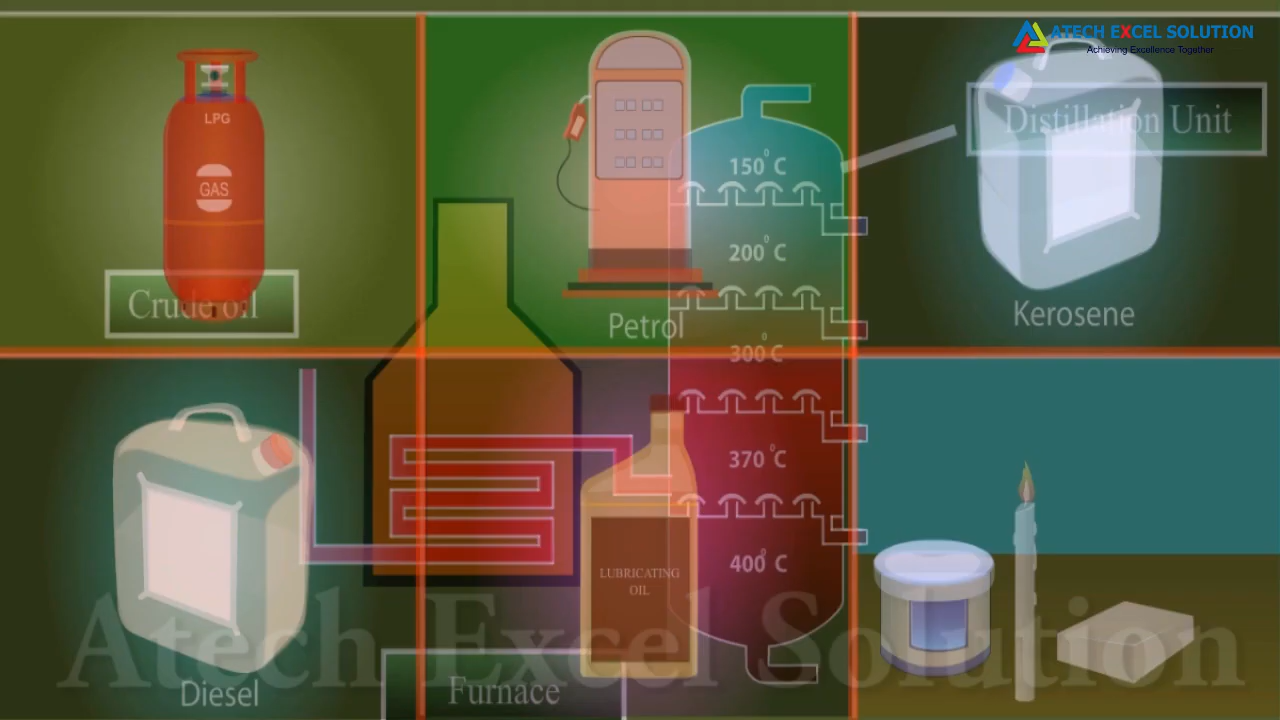 ATECH EXCEL SOLUTION
Achieving Excellence Together
LPG
GAS
Crude oil
Petrol
Distillation Unit
Kerosene
150°C
200°C
300°C
370°C
400°C
LUBRICATING
OIL
Diesel
Furnace
Atech Excel Solution